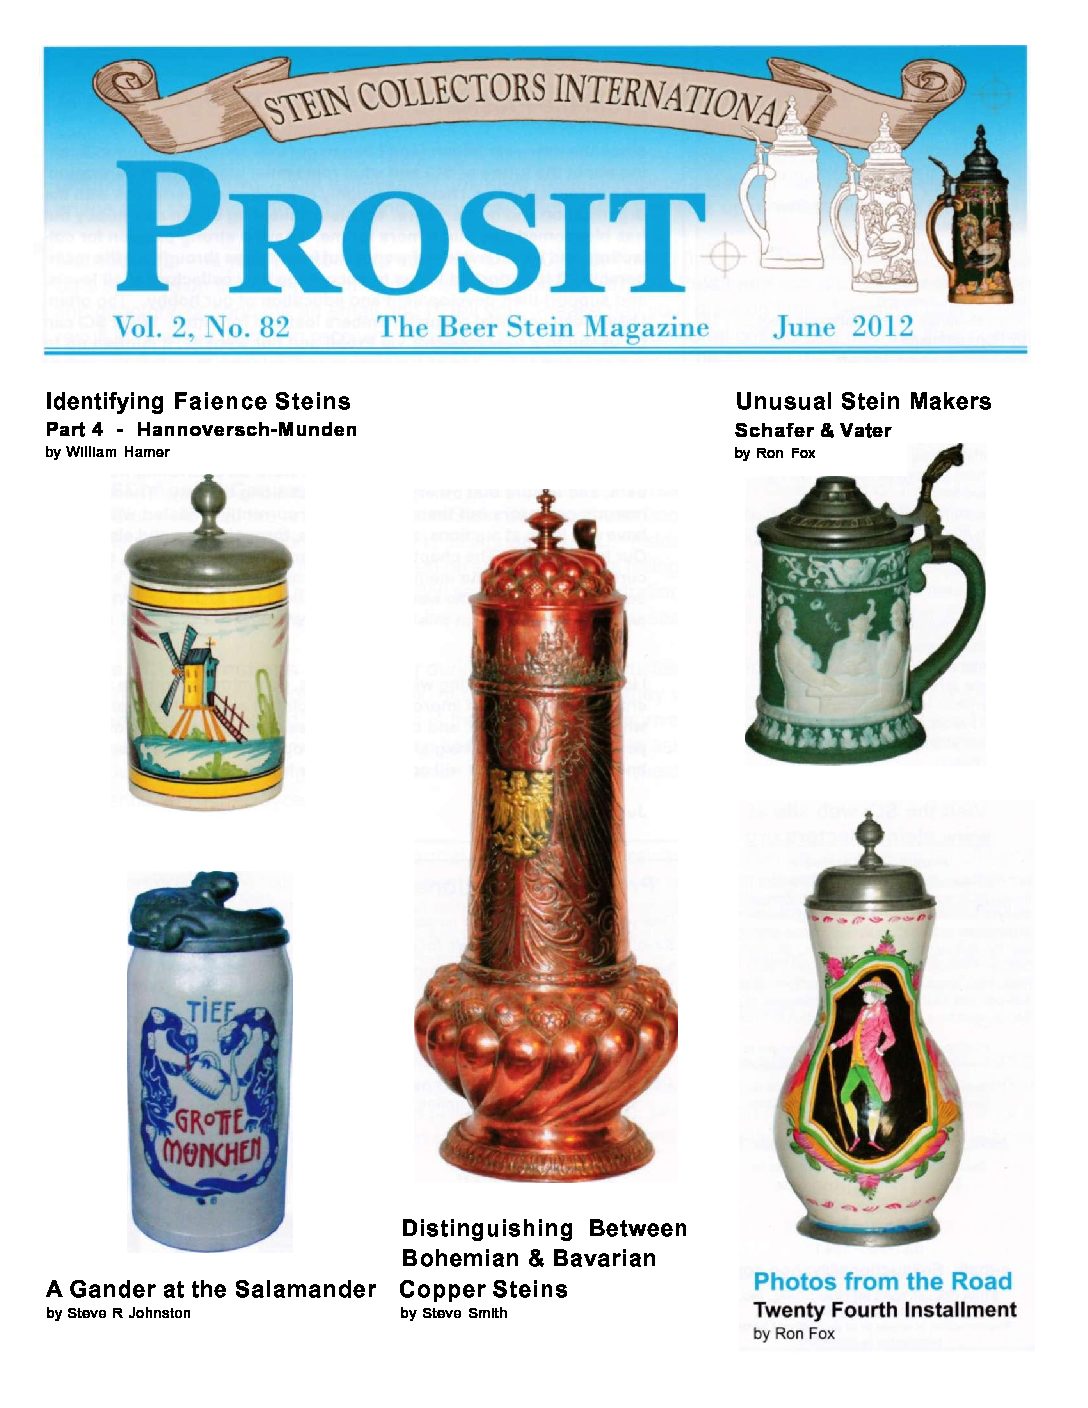 STEIN COLLECTORS INTERNATIONAL
PROSIT
Vol. 2, No. 82 The Beer Stein Magazine June 2012
Identifying Faience Steins
Part 4 - Hannoversch-Munden
by William Hamer
Unusual Stein Makers
Schafer & Vater
by Ron Fox
TIEF
GROTTE
MÜNCHEN
A Gander at the Salamander
by Steve R Johnston
Distinguishing Between
Bohemian & Bavarian
Copper Steins
by Steve Smith
Photos from the Road
Twenty Fourth Installment
by Ron Fox